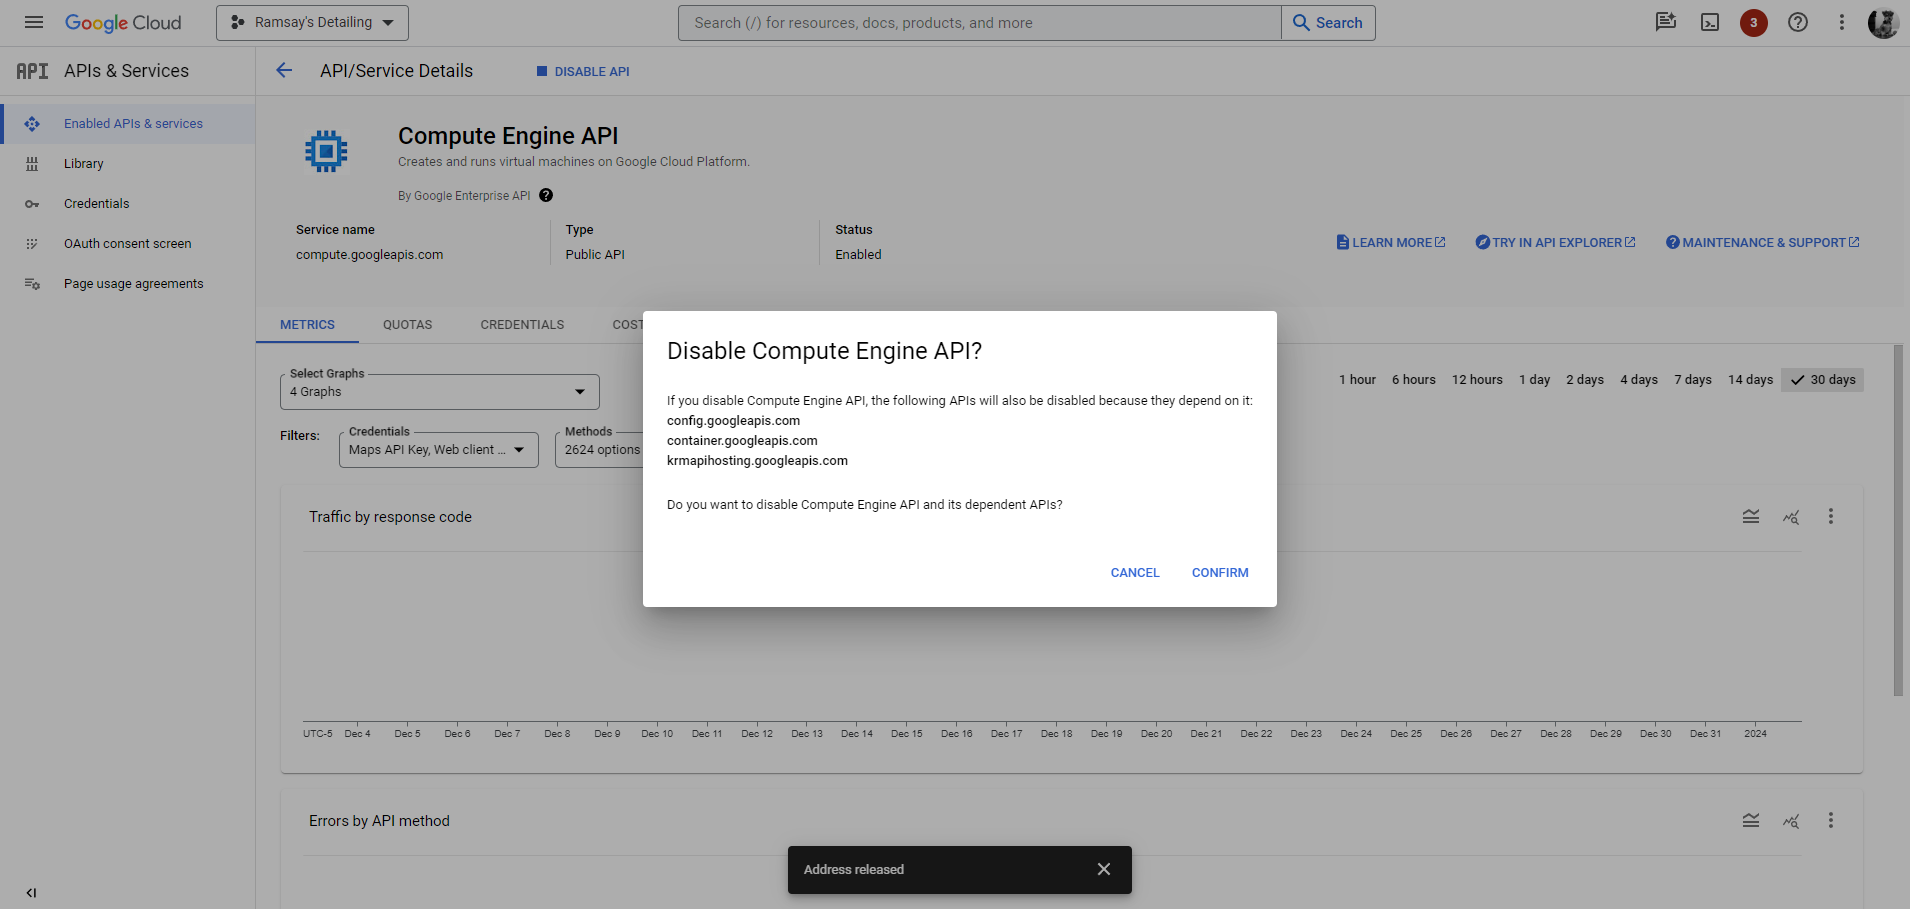 Google Cloud
Ramsay's Detailing
Search (/) for resources, docs, products, and more
Search
3
API APIs & Services
API/Service Details
DISABLE API
Enabled APIs & services
Library
Credentials
OAuth consent screen
Page usage agreements
Compute Engine API
Creates and runs virtual machines on Google Cloud Platform.
By Google Enterprise API
Service name
compute.googleapis.com
Type
Public API
Status
Enabled
LEARN MORE
TRY IN API EXPLORER
MAINTENANCE & SUPPORT
METRICS QUOTAS CREDENTIALS COST
Select Graphs
4 Graphs
1 hour 6 hours 12 hours 1 day 2 days 4 days 7 days 14 days 30 days
Filters:
Credentials
Maps API Key, Web client ...
Methods
2624 options
Disable Compute Engine API?
If you disable Compute Engine API, the following APIs will also be disabled because they depend on it:
config.googleapis.com
container.googleapis.com
krmapihosting.googleapis.com
Do you want to disable Compute Engine API and its dependent APIs?
CANCEL CONFIRM
Traffic by response code
UTC-5 Dec 4 Dec 5 Dec 6 Dec 7 Dec 8 Dec 9 Dec 10 Dec 11 Dec 12 Dec 13 Dec 14 Dec 15 Dec 16 Dec 17 Dec 18 Dec 19 Dec 20 Dec 21 Dec 22 Dec 23 Dec 24 Dec 25 Dec 26 Dec 27 Dec 28 Dec 29 Dec 30 Dec 31 2024
Errors by API method
Address released